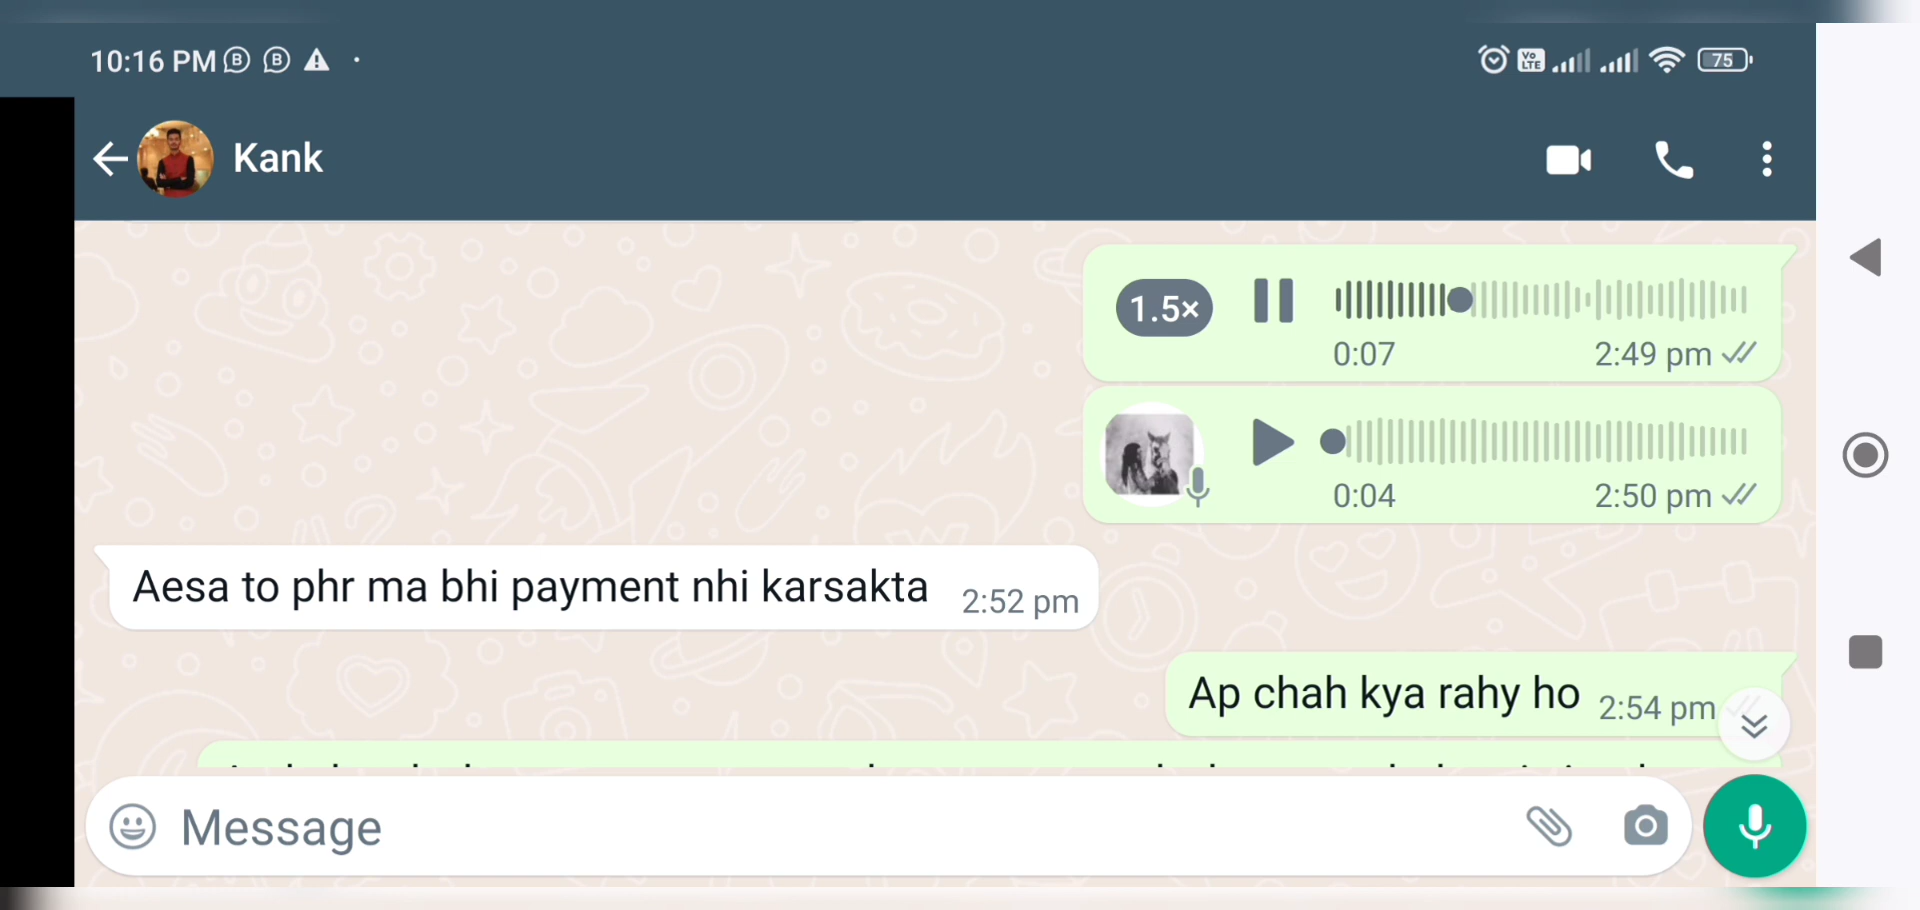 10:16 PM
VoLTE
75
Kank
1.5×
0:07
2:49 pm
0:04
2:50 pm
Aesa to phr ma bhi payment nhi karsakta
2:52 pm
Ap chah kya rahy ho
2:54 pm
Message